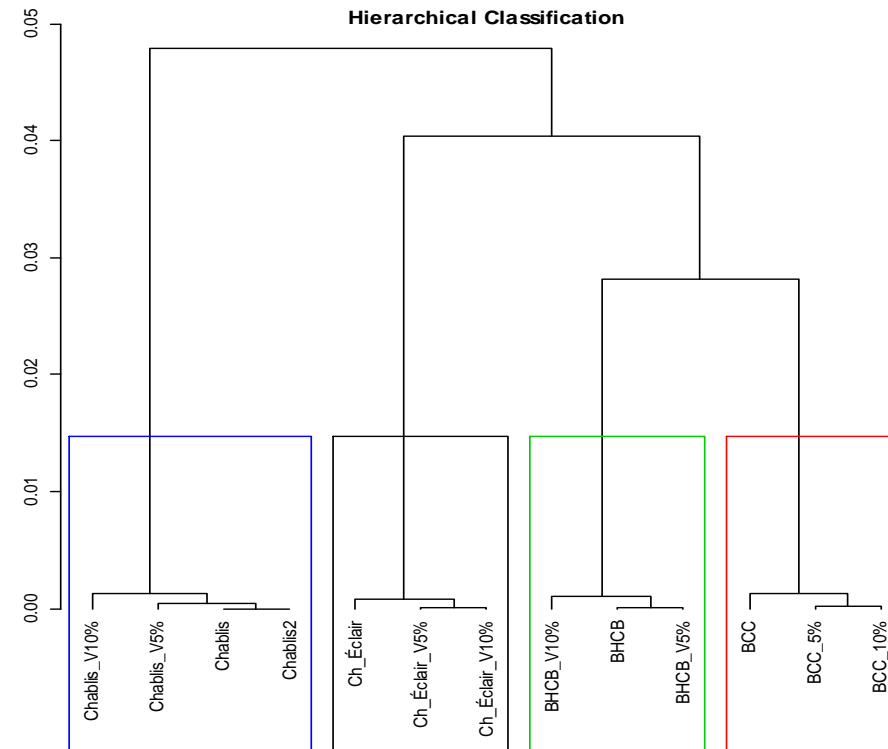 Hierarchical Classification
0.05
0.04
0.03
0.02
0.01
0.00
Chablis_V10%
Chablis_V5%
Chablis
Chablis2
Ch_Éclair
Ch_Éclair_V5%
Ch_Éclair_V10%
BHCB_V10%
BHCB
BHCB_V5%
BCC
BCC_5%
BCC_10%